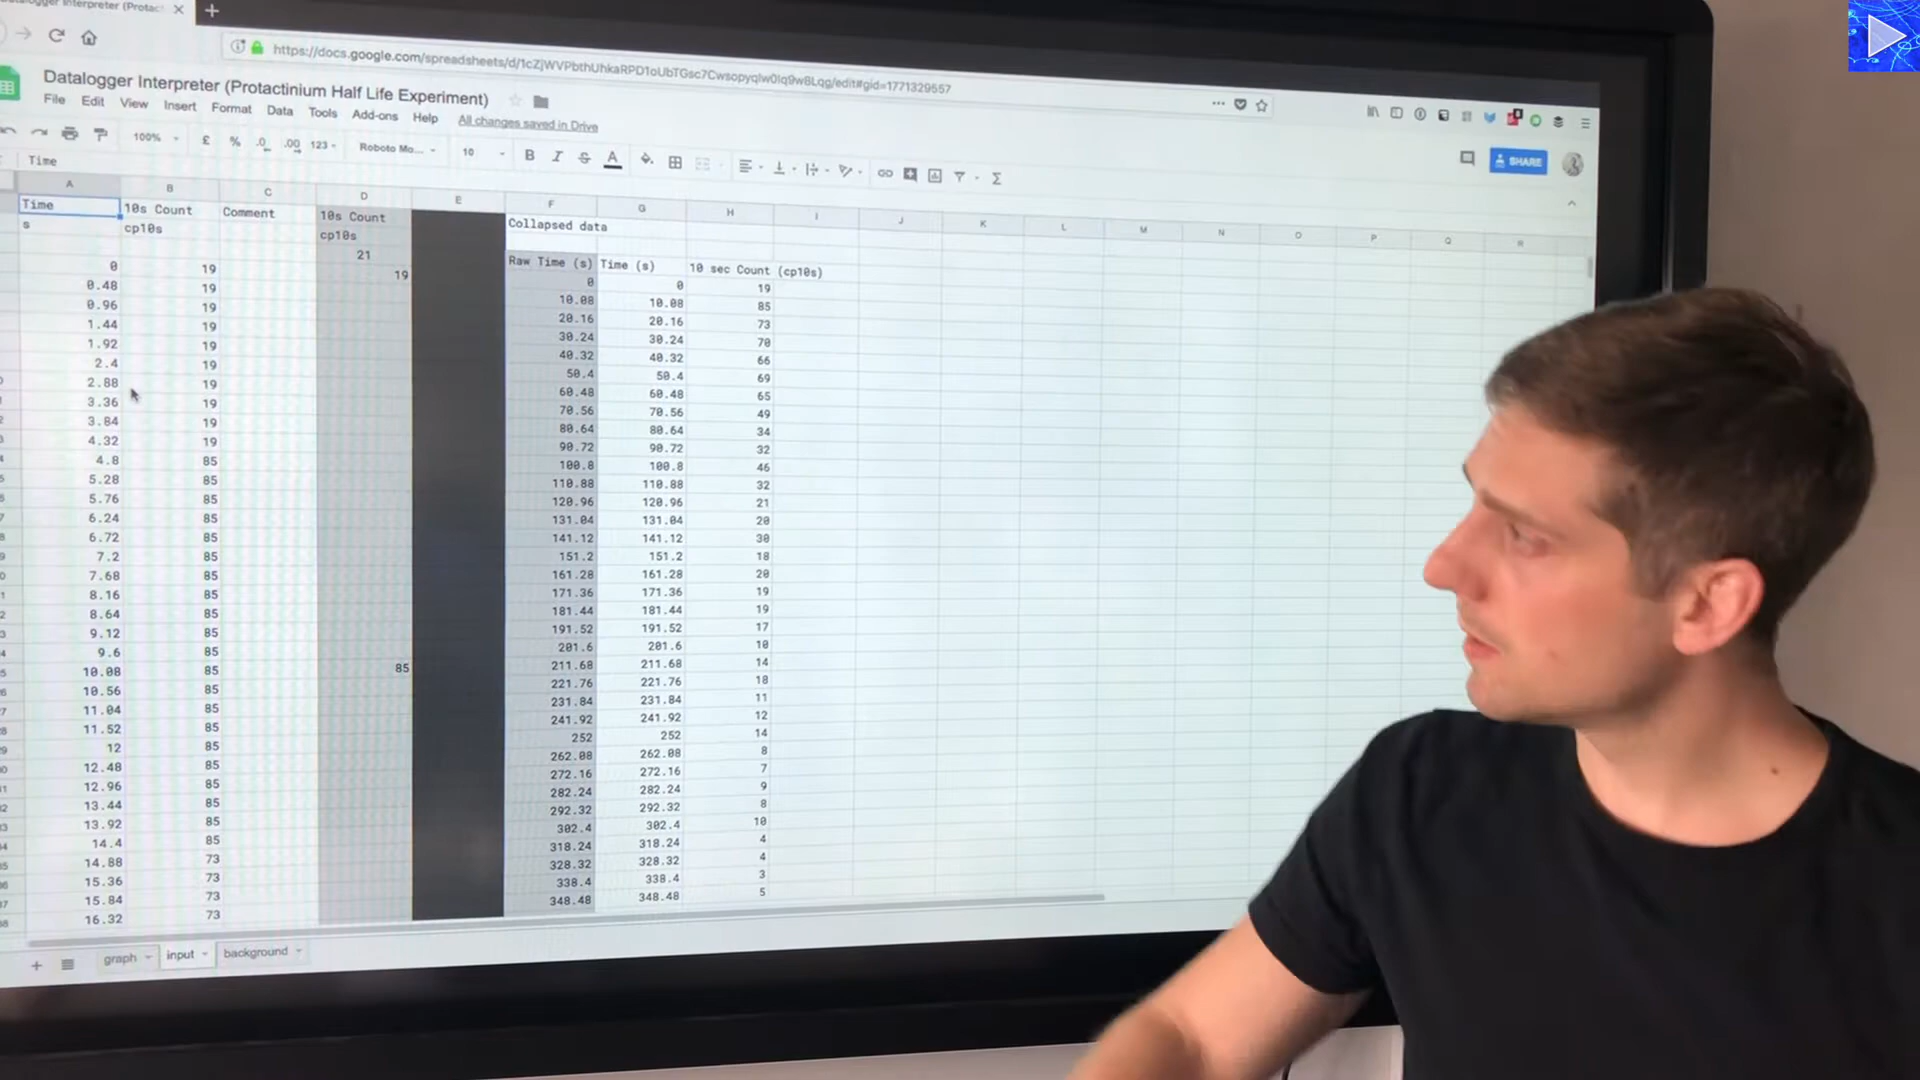 Datalogger Interpreter (Protac
https://docs.google.com/spreadsheets/d/1cZjWVPbthUhkaRPD1oUbTGsc7Cwsopyqlw0lq9w8Lqg/edit#gid=1771329557
Datalogger Interpreter (Protactinium Half Life Experiment)
File Edit View Insert Format Data Tools Add-ons Help All changes saved in Drive
100% £ % .0 .00 123 Roboto Mo... 10 B I S A SHARE
Time
A B C D E F G H I J K L M N O P Q R
Time 10s Count Comment 10s Count Collapsed data
s cp10s cp10s
21
Raw Time (s) Time (s) 10 sec Count (cp10s)
0 19 19 0 0 19
0.48 19 10.08 10.08 85
0.96 19 20.16 20.16 73
1.44 19 30.24 30.24 70
1.92 19 40.32 40.32 66
2.4 19 50.4 50.4 69
2.88 19 60.48 60.48 65
3.36 19 70.56 70.56 49
3.84 19 80.64 80.64 34
4.32 19 90.72 90.72 32
4.8 85 100.8 100.8 46
5.28 85 110.88 110.88 32
5.76 85 120.96 120.96 21
6.24 85 131.04 131.04 20
6.72 85 141.12 141.12 30
7.2 85 151.2 151.2 18
7.68 85 161.28 161.28 20
8.16 85 171.36 171.36 19
8.64 85 181.44 181.44 19
9.12 85 191.52 191.52 17
9.6 85 201.6 201.6 10
10.08 85 85 211.68 211.68 14
10.56 85 221.76 221.76 18
11.04 85 231.84 231.84 11
11.52 85 241.92 241.92 12
12 85 252 252 14
12.48 85 262.08 262.08 8
12.96 85 272.16 272.16 7
13.44 85 282.24 282.24 9
13.92 85 292.32 292.32 8
14.4 85 302.4 302.4 10
14.88 73 318.24 318.24 4
15.36 73 328.32 328.32 4
15.84 73 338.4 338.4 3
16.32 73 348.48 348.48 5
graph input background